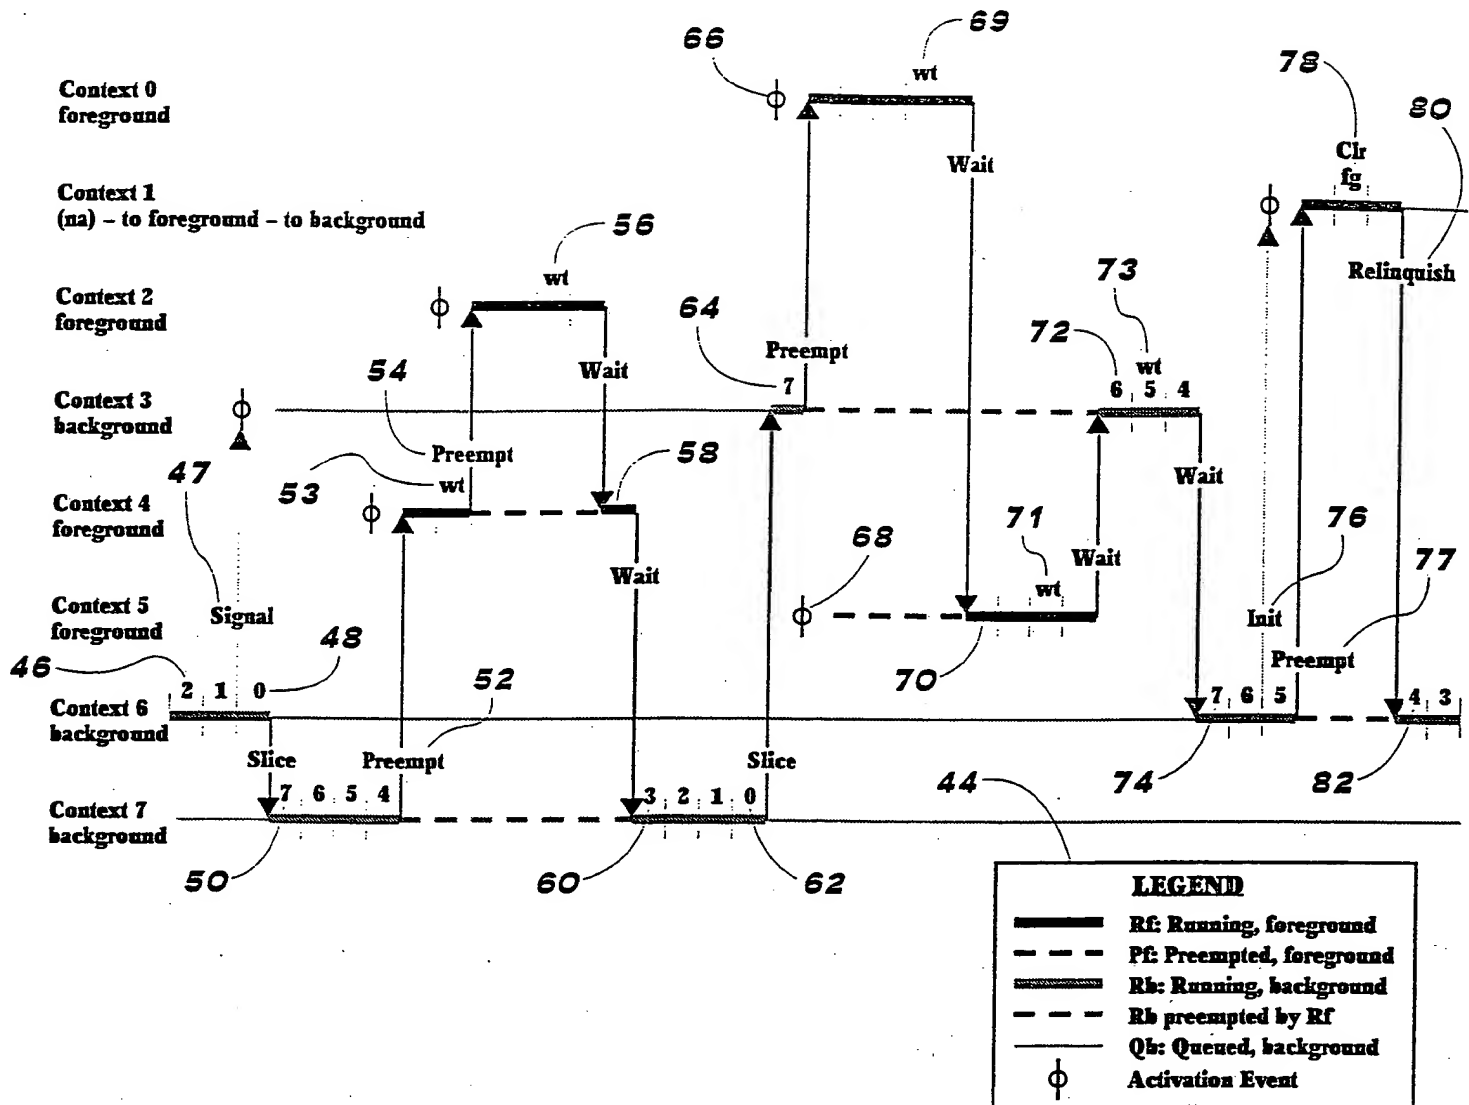 69
66
wt
78
Context 0
foreground
80
Wait
Clr
fg
Context 1
(na) – to foreground – to background
56
wt
73
Relinquish
Context 2
foreground
64
72
54
Wait
Preempt
wt
7
6 5 4
Context 3
background
47
53
Preempt
wt
58
Wait
Context 4
foreground
71
68
76
77
Wait
Wait
wt
Context 5
foreground
Signal
Init
46
48
70
Preempt
2 1 0
52
7 6 5
4 3
Context 6
background
Slice
Preempt
Slice
74
44
82
7 6 5 4
3 2 1 0
Context 7
background
50
60
62
LEGEND
Rf: Running, foreground
Pf: Preempted, foreground
Rb: Running, background
Rb preempted by Rf
Qb: Queued, background
Activation Event